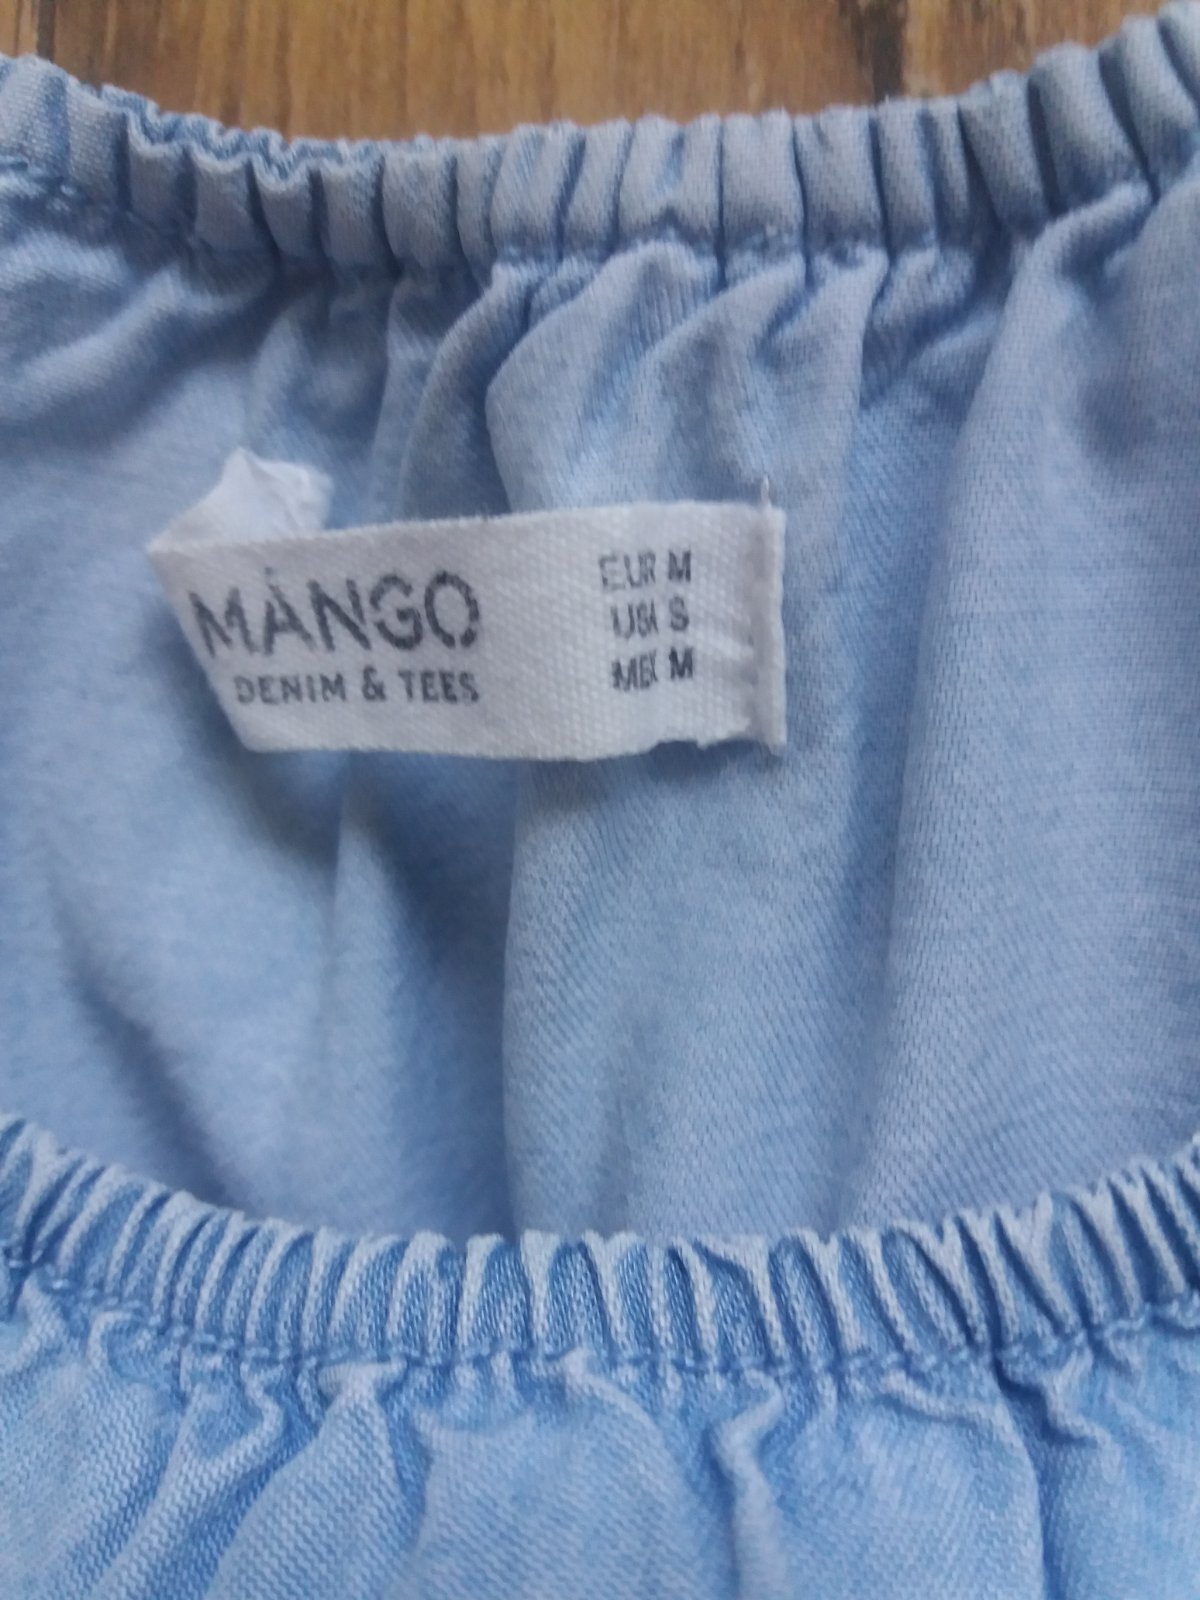 MANGO
DENIM & TEES
EUR M
USA S
MEX M